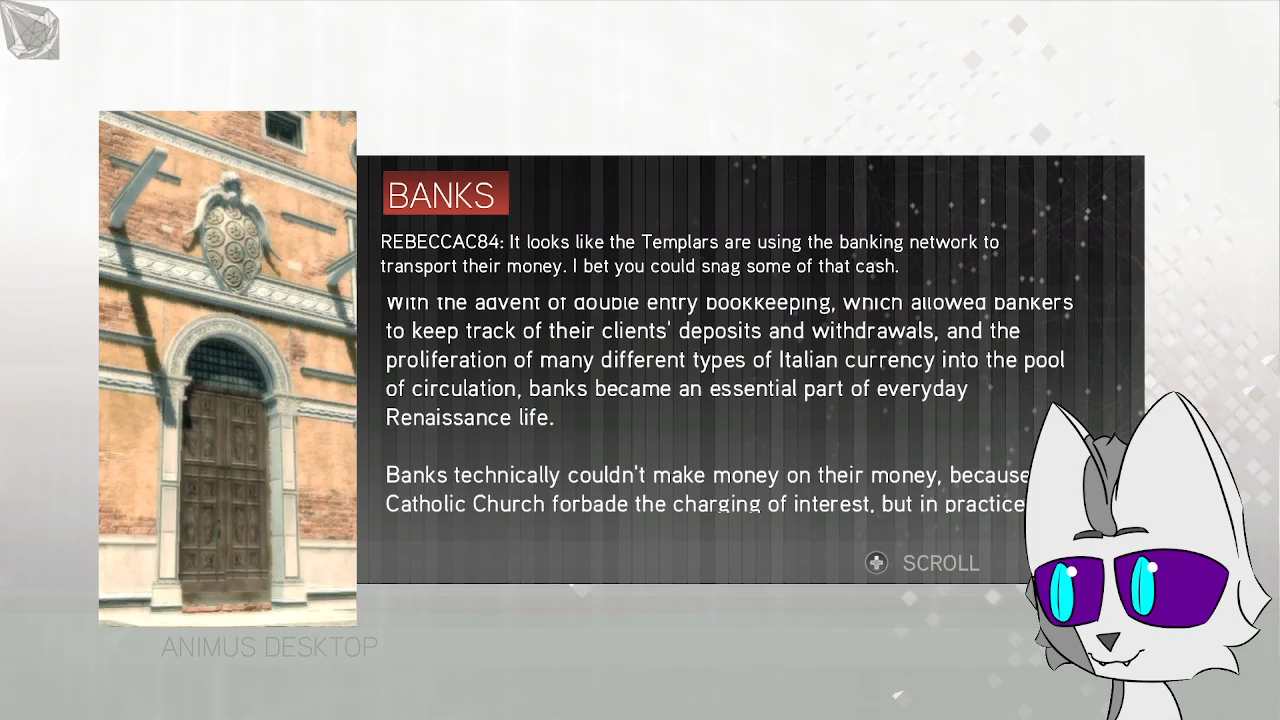 BANKS
REBECCAC84: It looks like the Templars are using the banking network to
transport their money. I bet you could snag some of that cash.
With the advent of double entry bookkeeping, which allowed bankers
to keep track of their clients' deposits and withdrawals, and the
proliferation of many different types of Italian currency into the pool
of circulation, banks became an essential part of everyday
Renaissance life.
Banks technically couldn't make money on their money, because
Catholic Church forbade the charging of interest, but in practice
SCROLL
ANIMUS DESKTOP